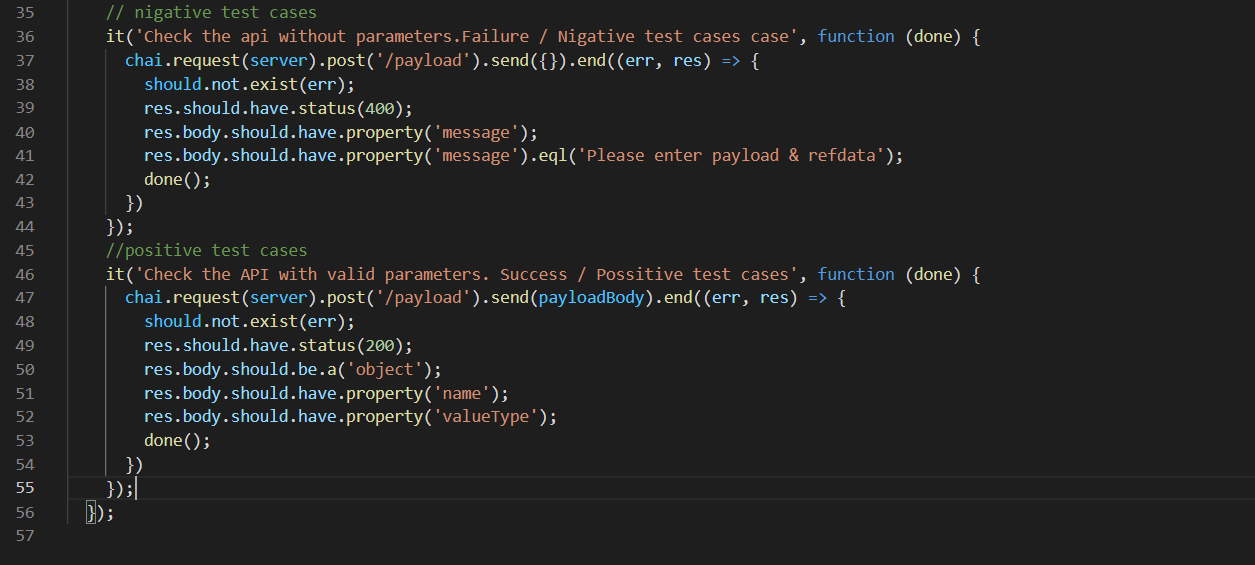 35 // nigative test cases
36 it('Check the api without parameters.Failure / Nigative test cases case', function (done) {
37 chai.request(server).post('/payload').send({}).end((err, res) => {
38 should.not.exist(err);
39 res.should.have.status(400);
40 res.body.should.have.property('message');
41 res.body.should.have.property('message').eql('Please enter payload & refdata');
42 done();
43 })
44 });
45 //positive test cases
46 it('Check the API with valid parameters. Success / Possitive test cases', function (done) {
47 chai.request(server).post('/payload').send(payloadBody).end((err, res) => {
48 should.not.exist(err);
49 res.should.have.status(200);
50 res.body.should.be.a('object');
51 res.body.should.have.property('name');
52 res.body.should.have.property('valueType');
53 done();
54 })
55 });
56 });
57